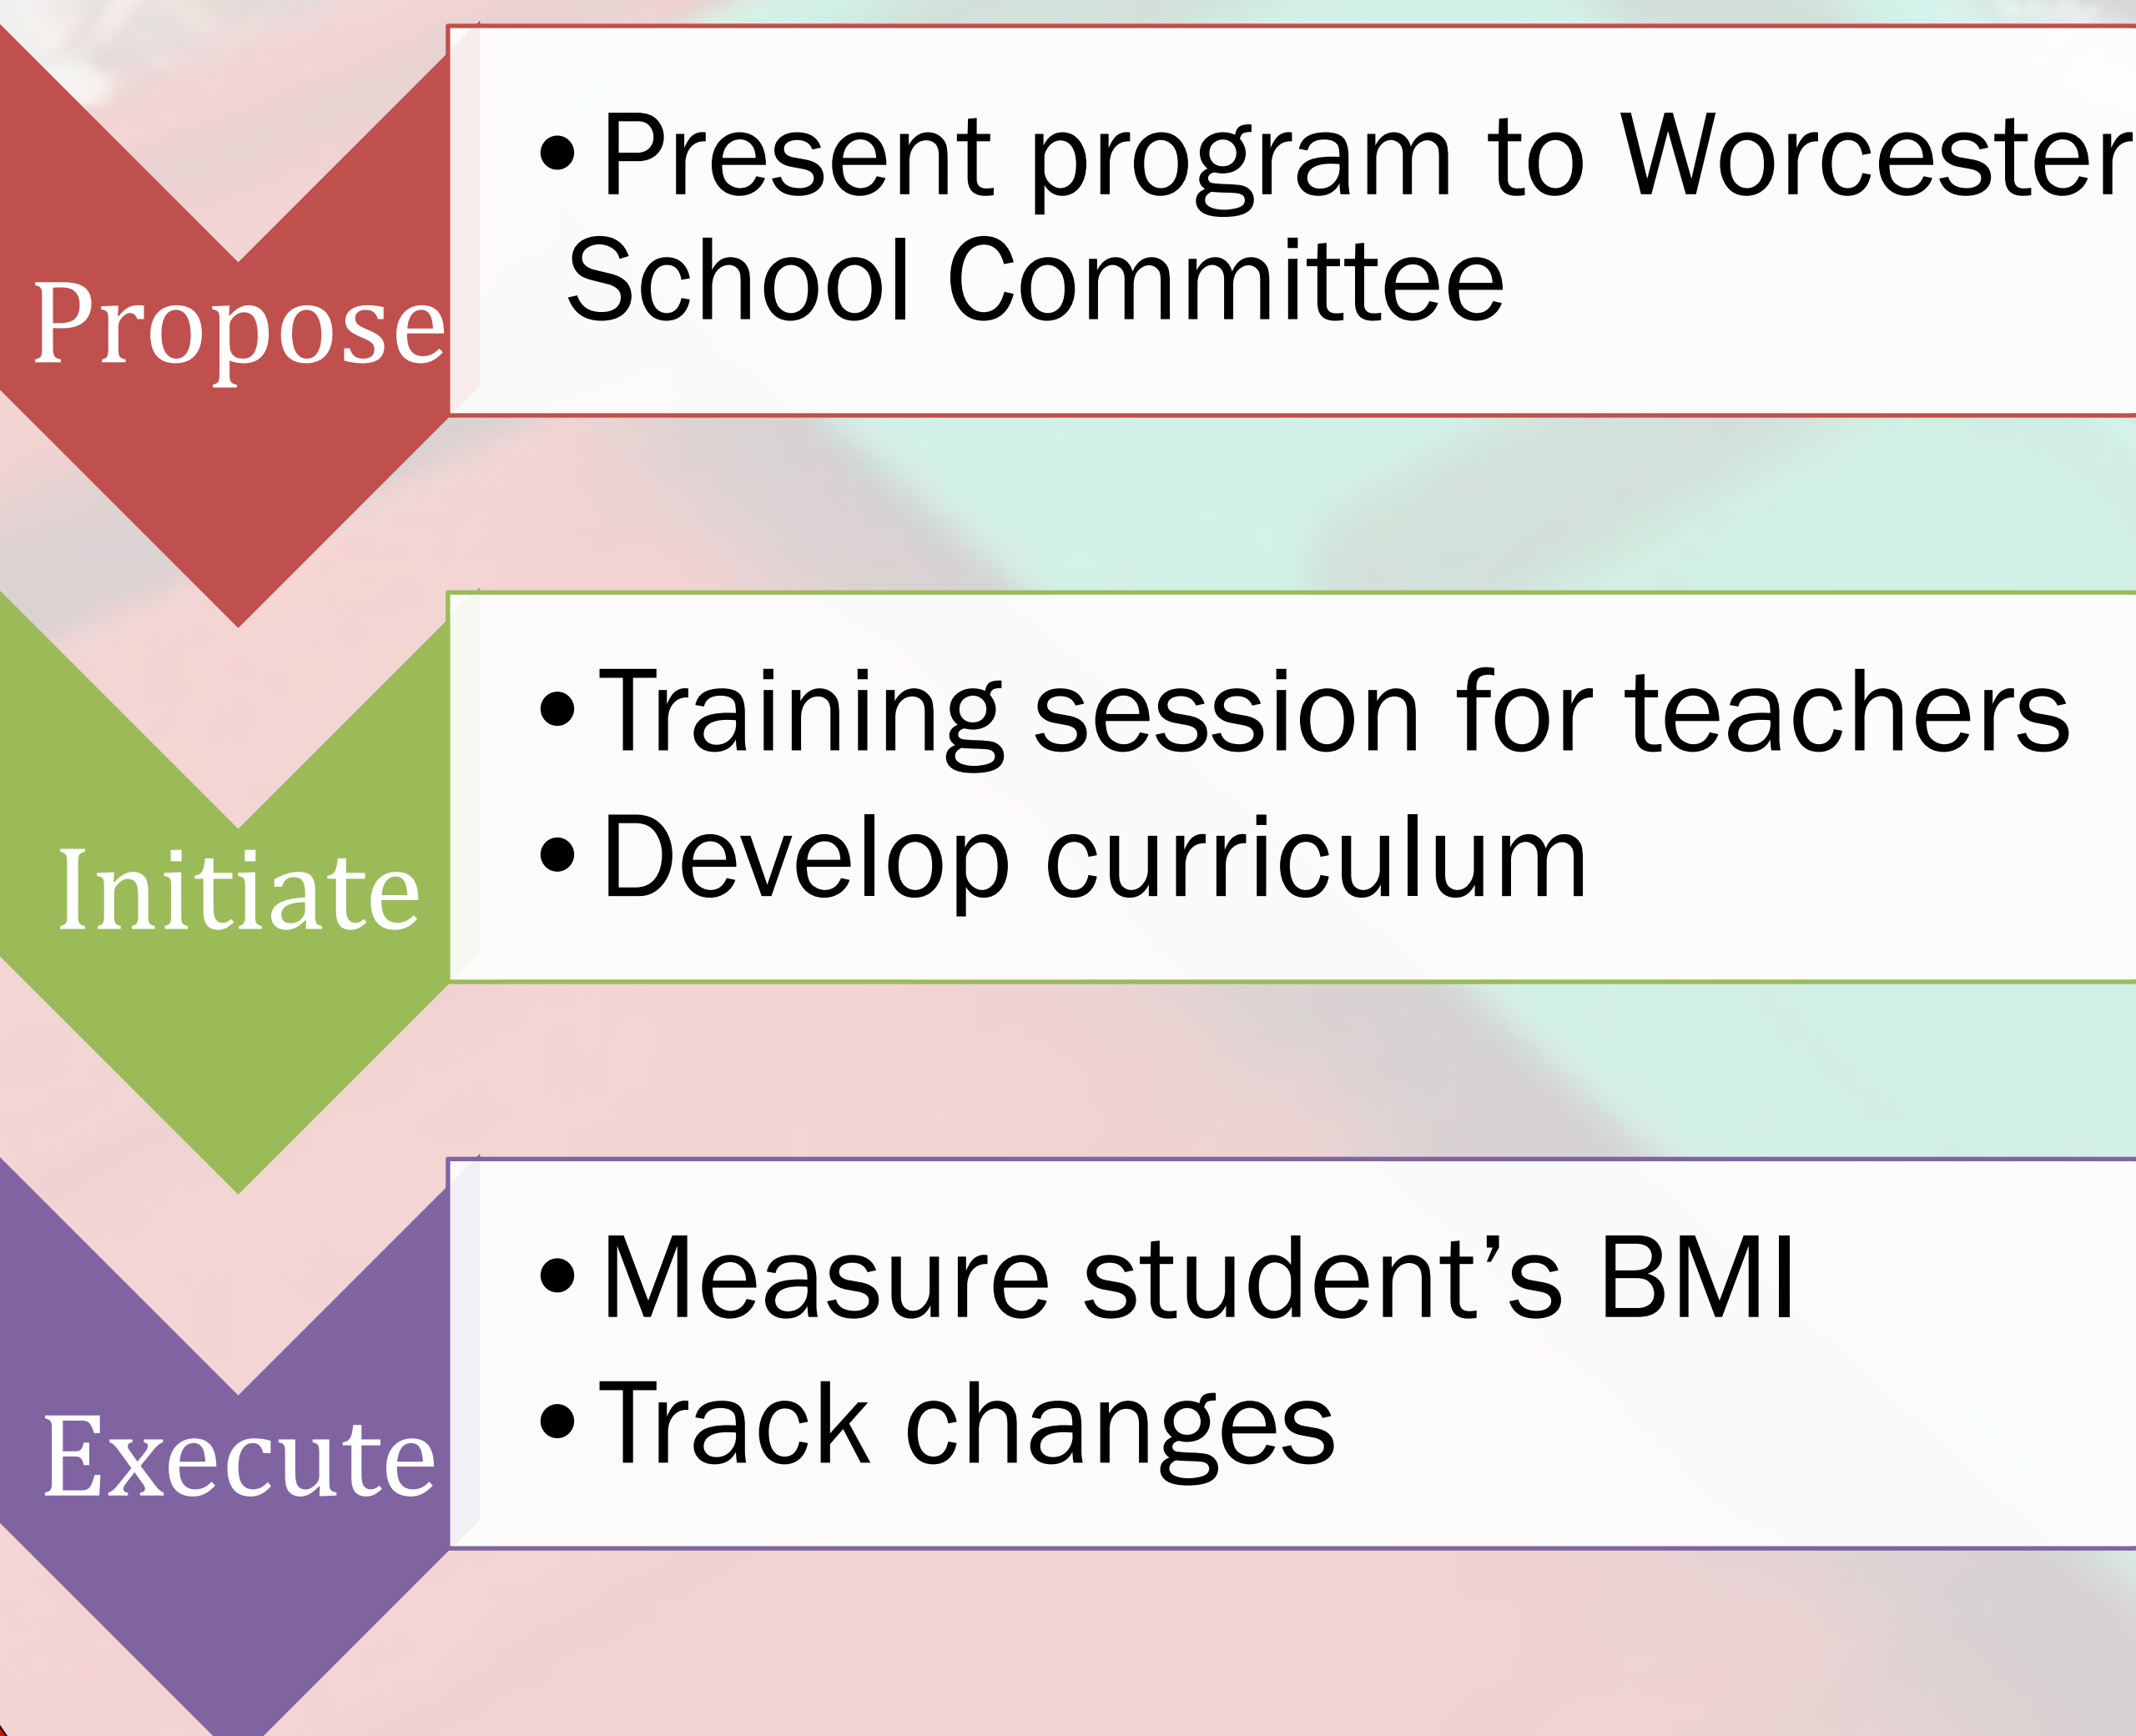 Propose
• Present program to Worcester
School Committee
Initiate
• Training session for teachers
• Develop curriculum
Execute
• Measure student’s BMI
• Track changes